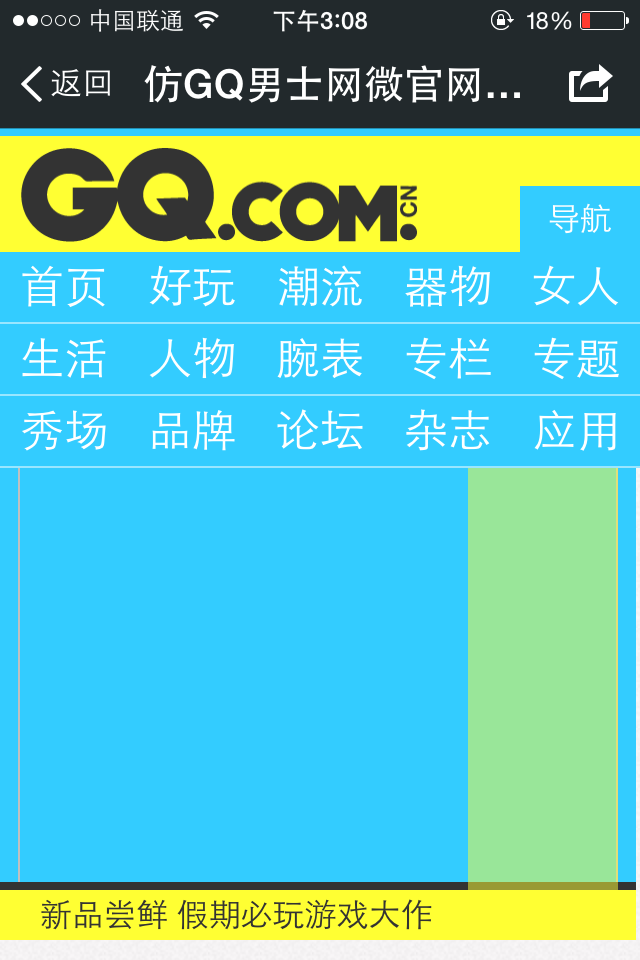 中国联通 下午3:08 18%
返回 仿GQ男士网微官网...
GQ.COM.CN
导航
首页 好玩 潮流 器物 女人
生活 人物 腕表 专栏 专题
秀场 品牌 论坛 杂志 应用
新品尝鲜 假期必玩游戏大作